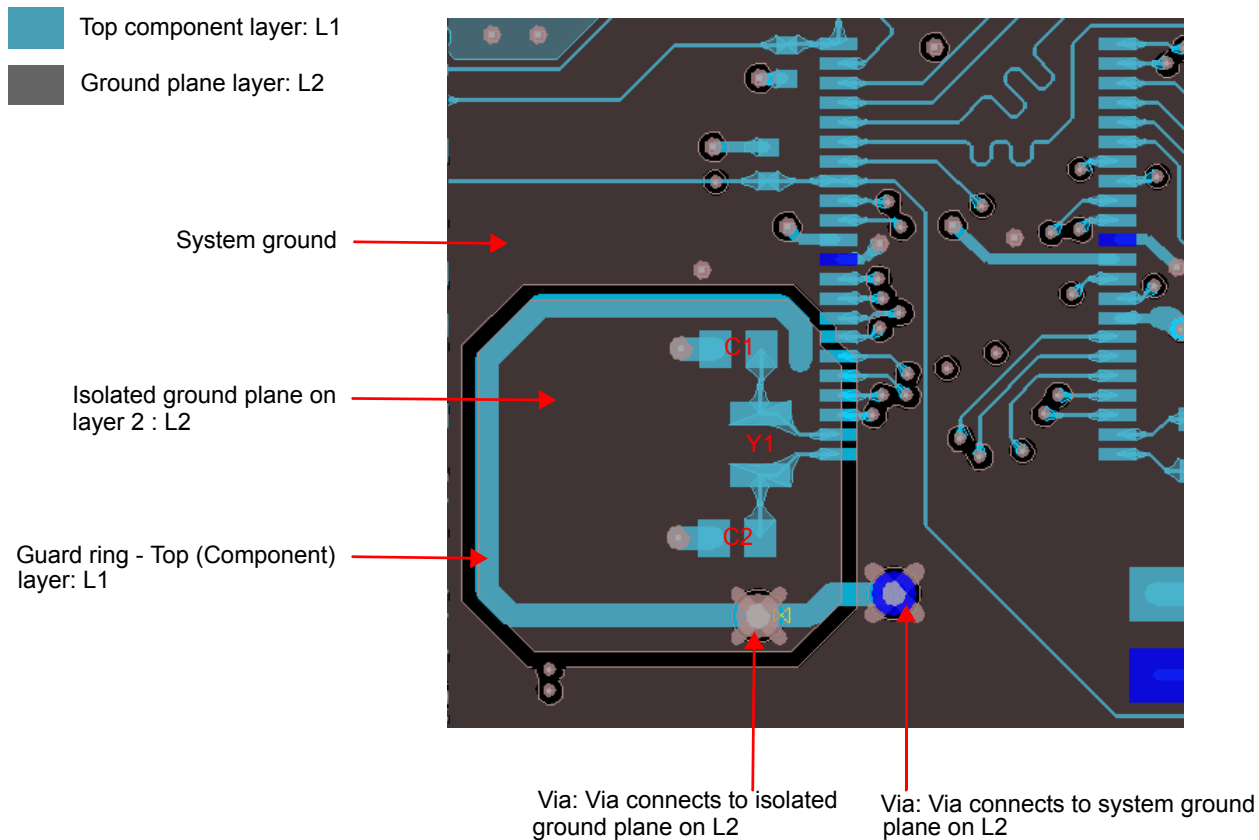 Top component layer: L1
Ground plane layer: L2
System ground
C1
Isolated ground plane on
layer 2 : L2
Y1
C2
Guard ring - Top (Component)
layer: L1
Via: Via connects to isolated
ground plane on L2
Via: Via connects to system ground
plane on L2